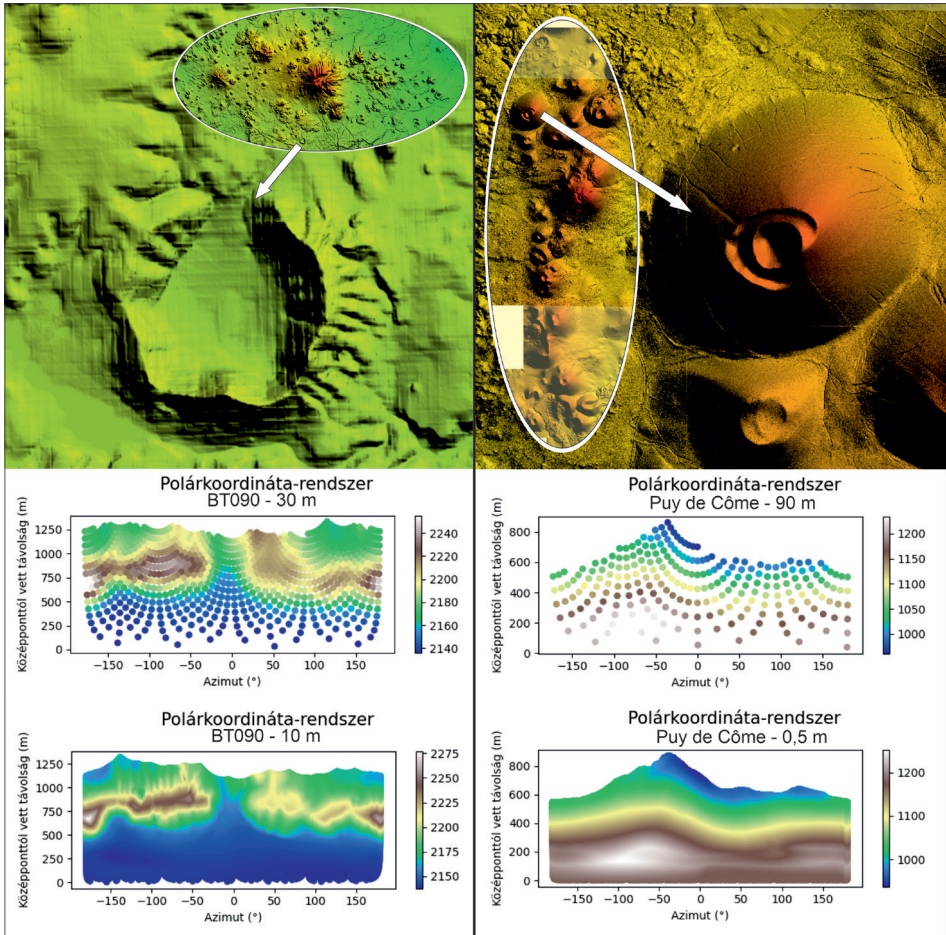 Polárkoordináta-rendszer
BT090 - 30 m
Középponttól vett távolság (m)
1250
1000
750
500
250
0
−150 −100 −50 0 50 100 150
Azimut (°)
2240
2220
2200
2180
2160
2140
Polárkoordináta-rendszer
Puy de Côme - 90 m
Középponttól vett távolság (m)
800
600
400
200
0
−150 −100 −50 0 50 100 150
Azimut (°)
1200
1150
1100
1050
1000
Polárkoordináta-rendszer
BT090 - 10 m
Középponttól vett távolság (m)
1250
1000
750
500
250
0
−150 −100 −50 0 50 100 150
Azimut (°)
2275
2250
2225
2200
2175
2150
Polárkoordináta-rendszer
Puy de Côme - 0,5 m
Középponttól vett távolság (m)
800
600
400
200
0
−150 −100 −50 0 50 100 150
Azimut (°)
1200
1100
1000